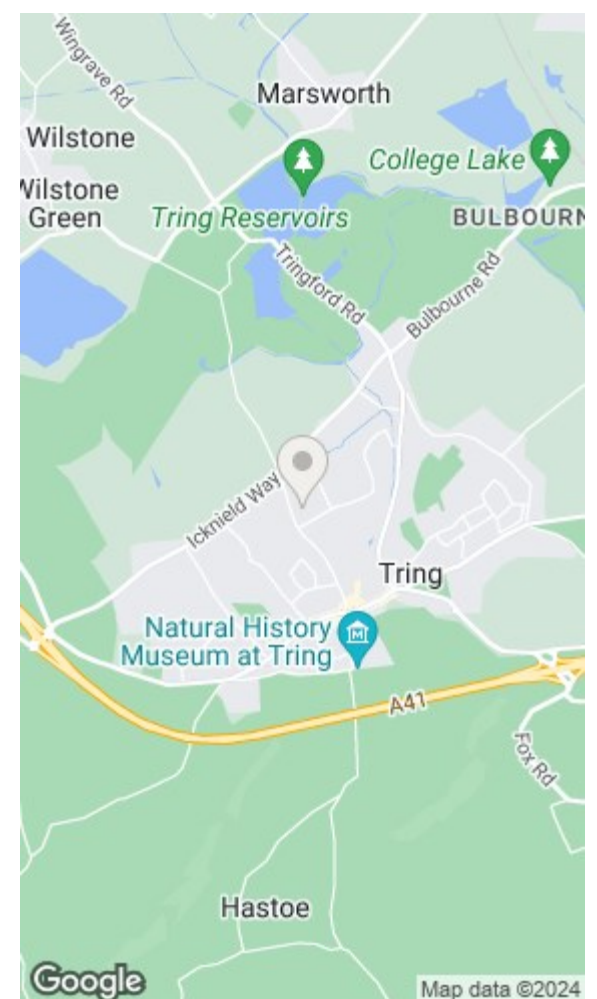 Wingrave Rd
Marsworth
Wilstone
College Lake
Wilstone
Green
Tring Reservoirs
BULBOURN
Tringford Rd
Bulbourne Rd
Icknield Way
Tring
Natural History
Museum at Tring
M
A41
Fox Rd
Hastoe
Google
Map data ©2024